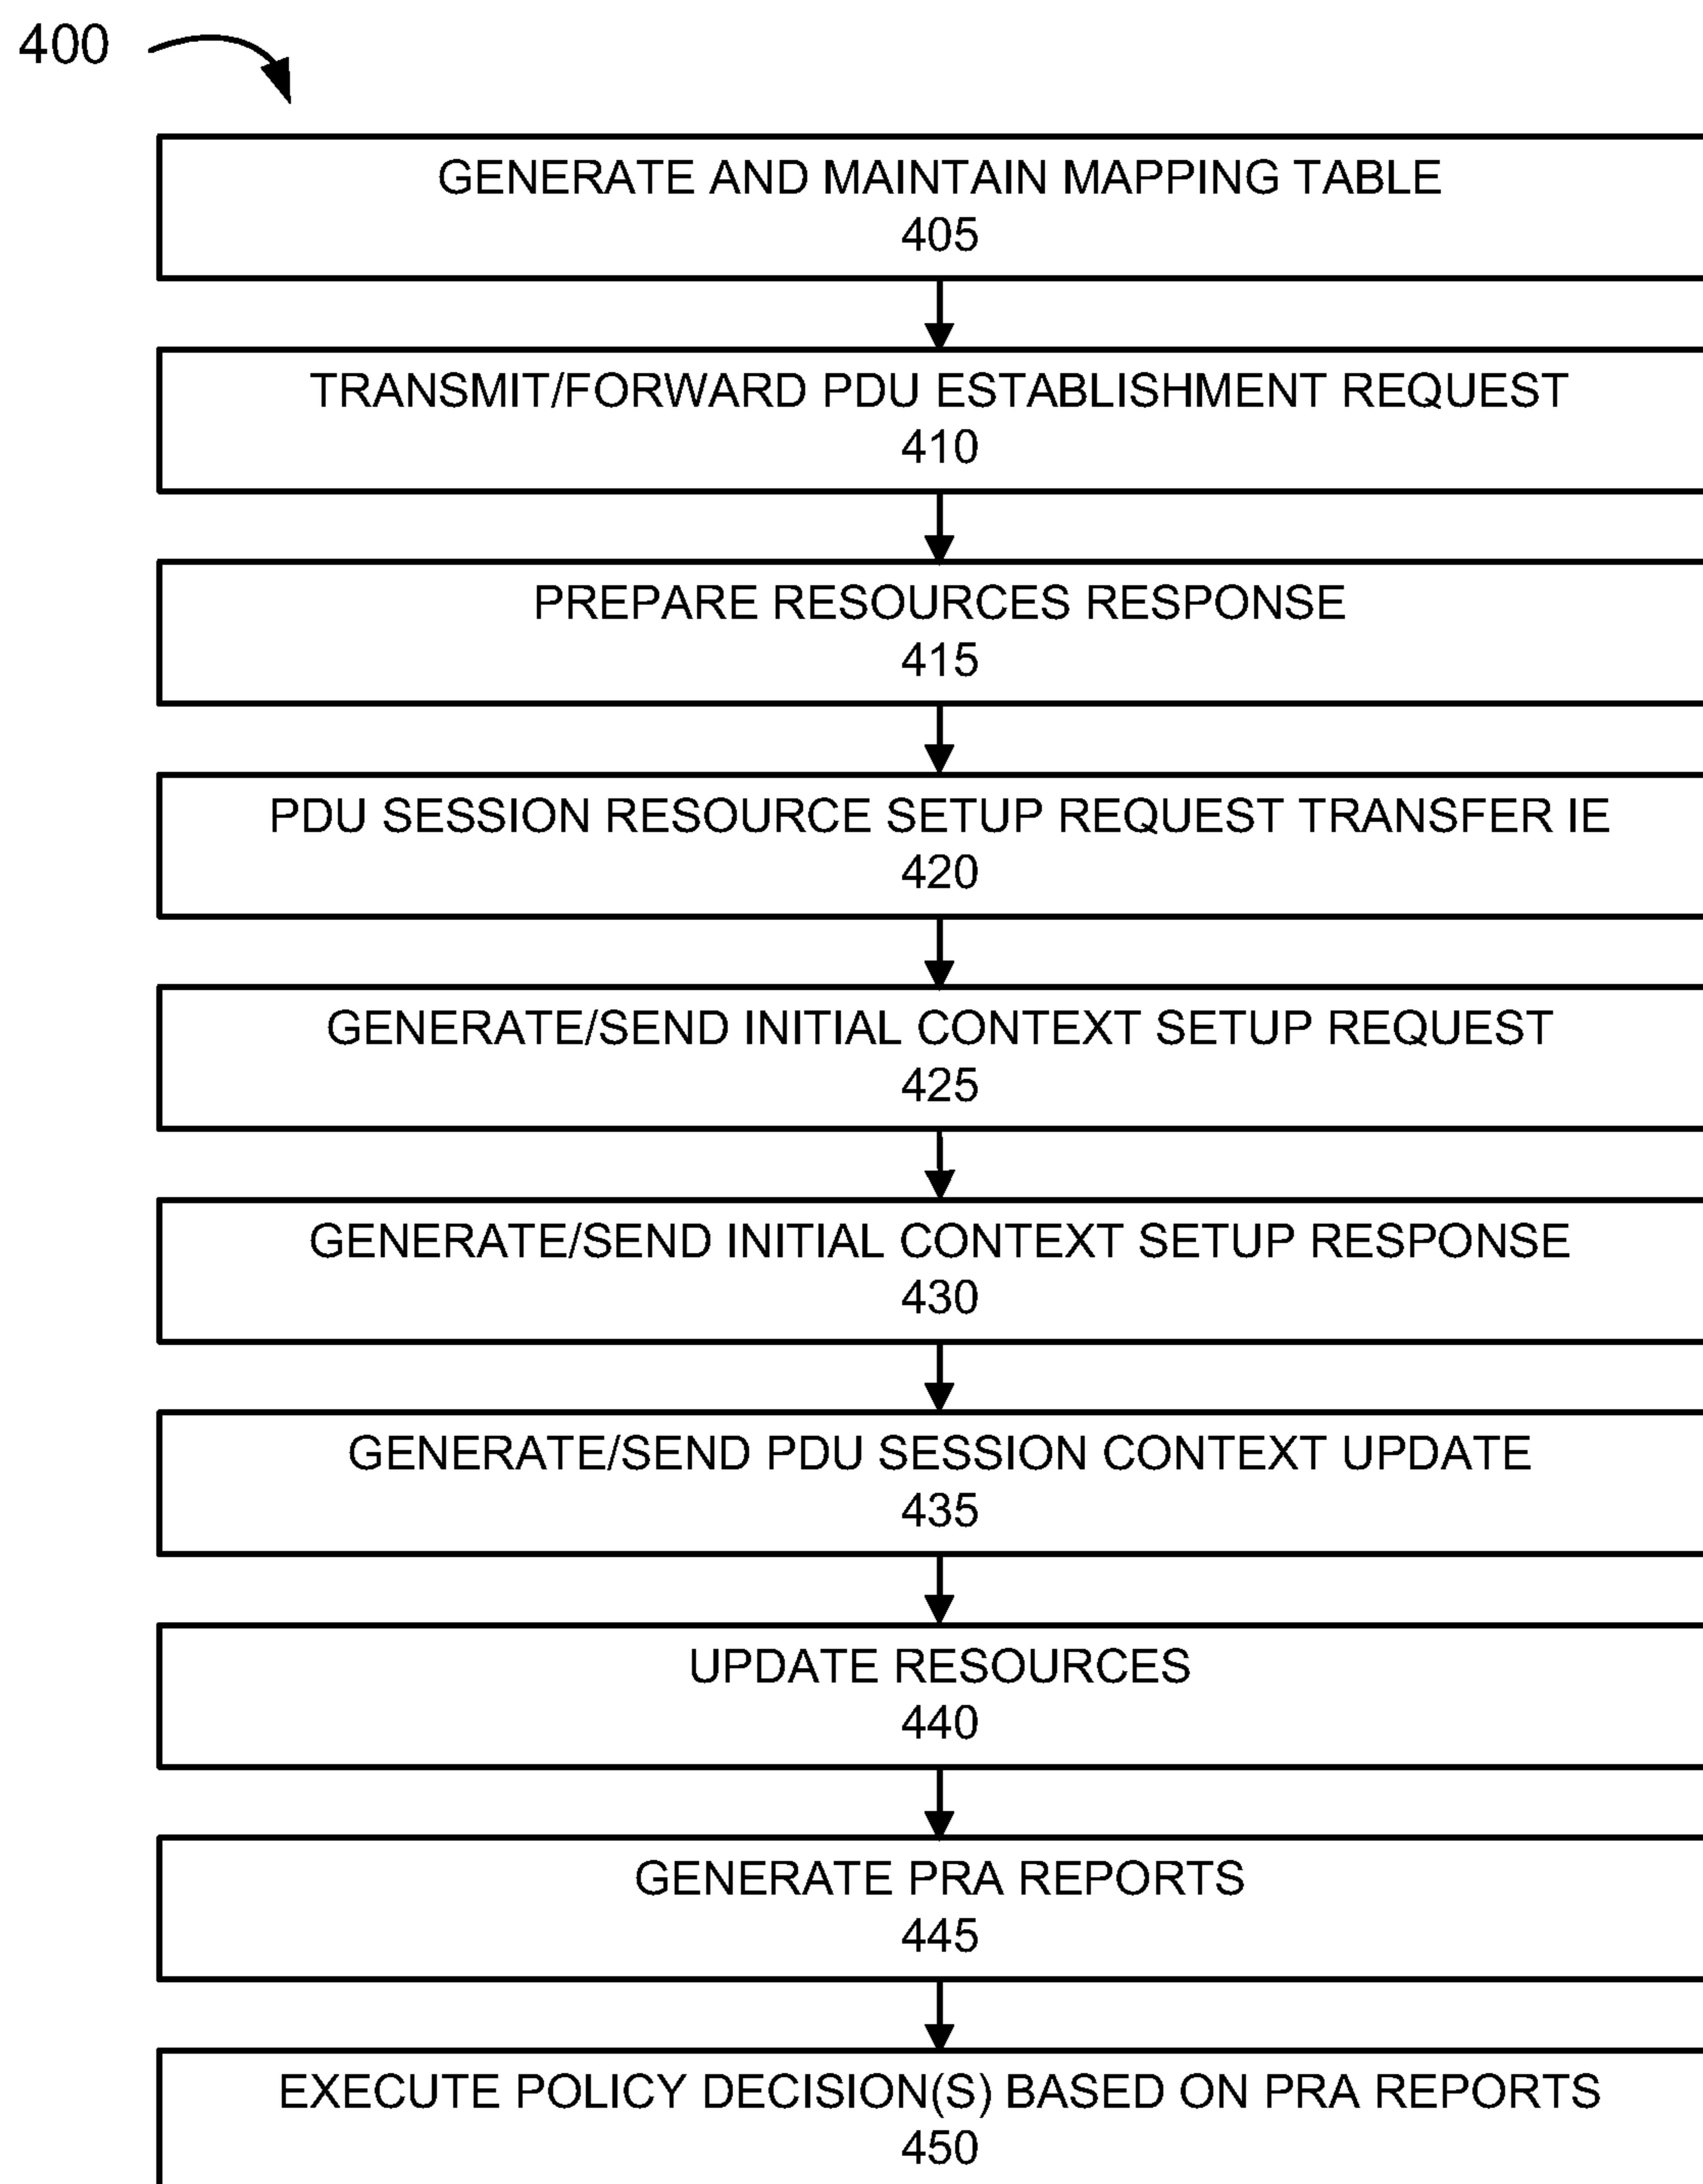 400
GENERATE AND MAINTAIN MAPPING TABLE
405
TRANSMIT/FORWARD PDU ESTABLISHMENT REQUEST
410
PREPARE RESOURCES RESPONSE
415
PDU SESSION RESOURCE SETUP REQUEST TRANSFER IE
420
GENERATE/SEND INITIAL CONTEXT SETUP REQUEST
425
GENERATE/SEND INITIAL CONTEXT SETUP RESPONSE
430
GENERATE/SEND PDU SESSION CONTEXT UPDATE
435
UPDATE RESOURCES
440
GENERATE PRA REPORTS
445
EXECUTE POLICY DECISION(S) BASED ON PRA REPORTS
450